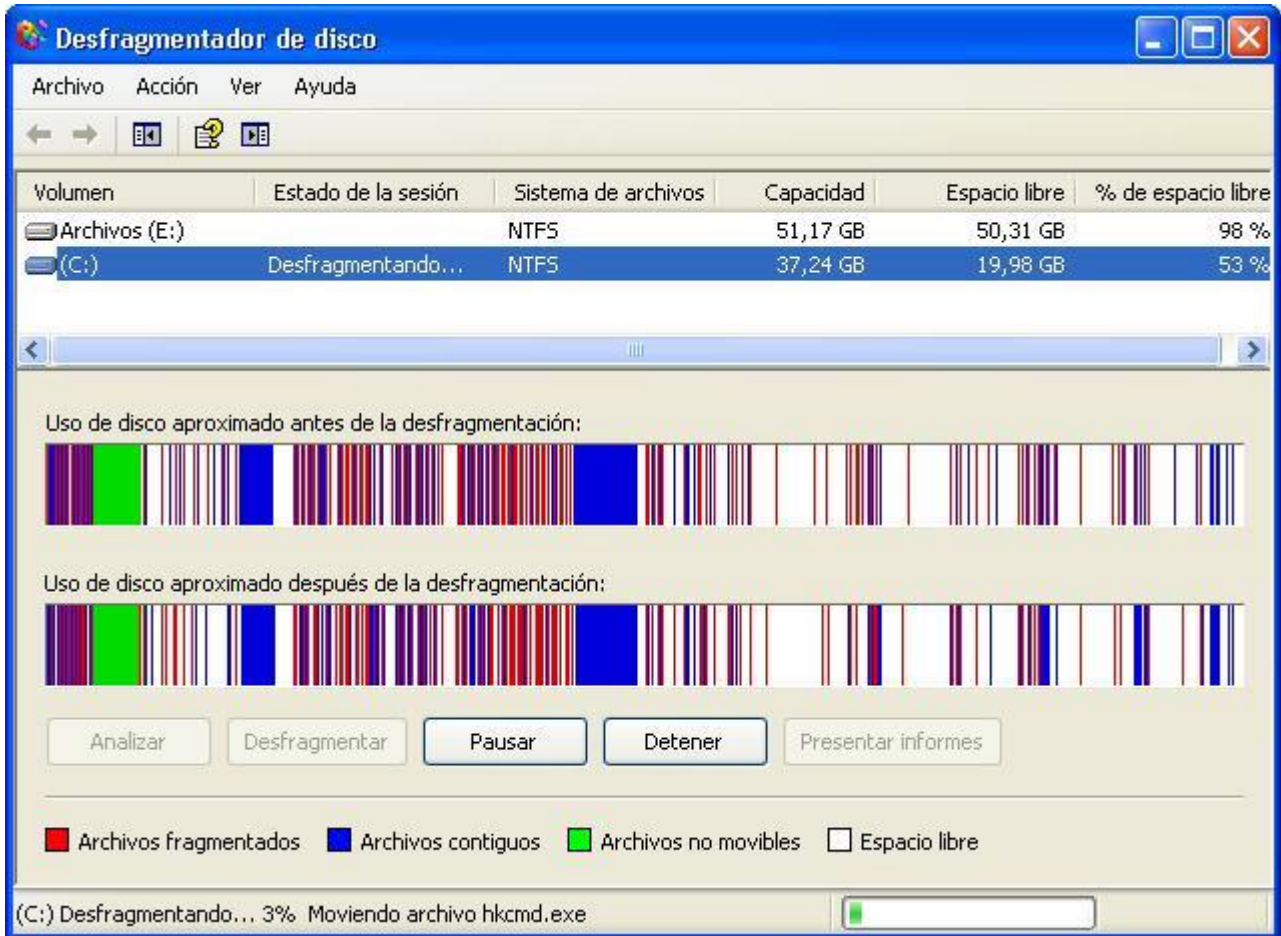 Desfragmentador de disco
Archivo Acción Ver Ayuda
Volumen Estado de la sesión Sistema de archivos Capacidad Espacio libre % de espacio libre
Archivos (E:) NTFS 51,17 GB 50,31 GB 98 %
(C:) Desfragmentando... NTFS 37,24 GB 19,98 GB 53 %
Uso de disco aproximado antes de la desfragmentación:
Uso de disco aproximado después de la desfragmentación:
Analizar Desfragmentar Pausar Detener Presentar informes
Archivos fragmentados Archivos contiguos Archivos no movibles Espacio libre
(C:) Desfragmentando... 3% Moviendo archivo hkcmd.exe